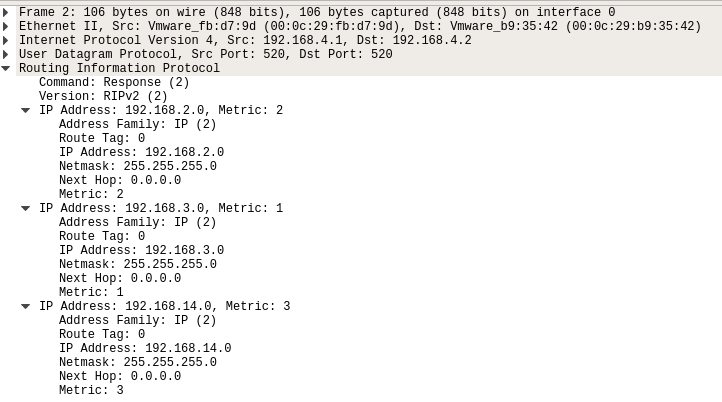 Frame 2: 106 bytes on wire (848 bits), 106 bytes captured (848 bits) on interface 0
Ethernet II, Src: Vmware_fb:d7:9d (00:0c:29:fb:d7:9d), Dst: Vmware_b9:35:42 (00:0c:29:b9:35:42)
Internet Protocol Version 4, Src: 192.168.4.1, Dst: 192.168.4.2
User Datagram Protocol, Src Port: 520, Dst Port: 520
Routing Information Protocol
Command: Response (2)
Version: RIPv2 (2)
IP Address: 192.168.2.0, Metric: 2
Address Family: IP (2)
Route Tag: 0
IP Address: 192.168.2.0
Netmask: 255.255.255.0
Next Hop: 0.0.0.0
Metric: 2
IP Address: 192.168.3.0, Metric: 1
Address Family: IP (2)
Route Tag: 0
IP Address: 192.168.3.0
Netmask: 255.255.255.0
Next Hop: 0.0.0.0
Metric: 1
IP Address: 192.168.14.0, Metric: 3
Address Family: IP (2)
Route Tag: 0
IP Address: 192.168.14.0
Netmask: 255.255.255.0
Next Hop: 0.0.0.0
Metric: 3